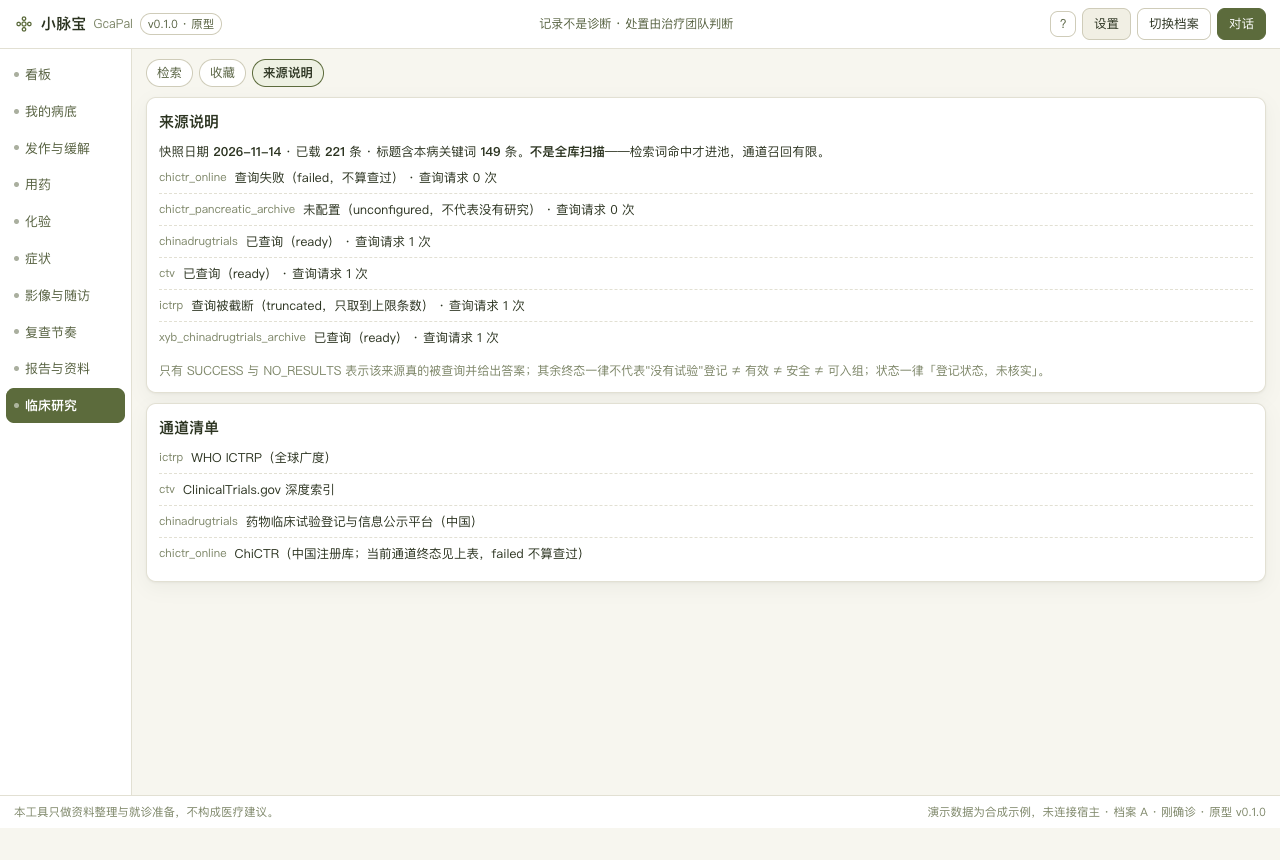 小脉宝 GcaPal v0.1.0 · 原型
记录不是诊断 · 处置由治疗团队判断
? 设置 切换档案 对话
看板
我的病底
发作与缓解
用药
化验
症状
影像与随访
复查节奏
报告与资料
临床研究
检索 收藏 来源说明
来源说明
快照日期 2026-11-14 · 已载 221 条 · 标题含本病关键词 149 条。不是全库扫描——检索词命中才进池，通道召回有限。
chictr_online 查询失败（failed，不算查过） · 查询请求 0 次
chictr_pancreatic_archive 未配置（unconfigured，不代表没有研究） · 查询请求 0 次
chinadrugtrials 已查询（ready） · 查询请求 1 次
ctv 已查询（ready） · 查询请求 1 次
ictrp 查询被截断（truncated，只取到上限条数） · 查询请求 1 次
xyb_chinadrugtrials_archive 已查询（ready） · 查询请求 1 次
只有 SUCCESS 与 NO_RESULTS 表示该来源真的被查询并给出答案；其余终态一律不代表"没有试验"登记 ≠ 有效 ≠ 安全 ≠ 可入组；状态一律「登记状态，未核实」。
通道清单
ictrp WHO ICTRP（全球广度）
ctv ClinicalTrials.gov 深度索引
chinadrugtrials 药物临床试验登记与信息公示平台（中国）
chictr_online ChiCTR（中国注册库；当前通道终态见上表，failed 不算查过）
本工具只做资料整理与就诊准备，不构成医疗建议。
演示数据为合成示例，未连接宿主 · 档案 A · 刚确诊 · 原型 v0.1.0